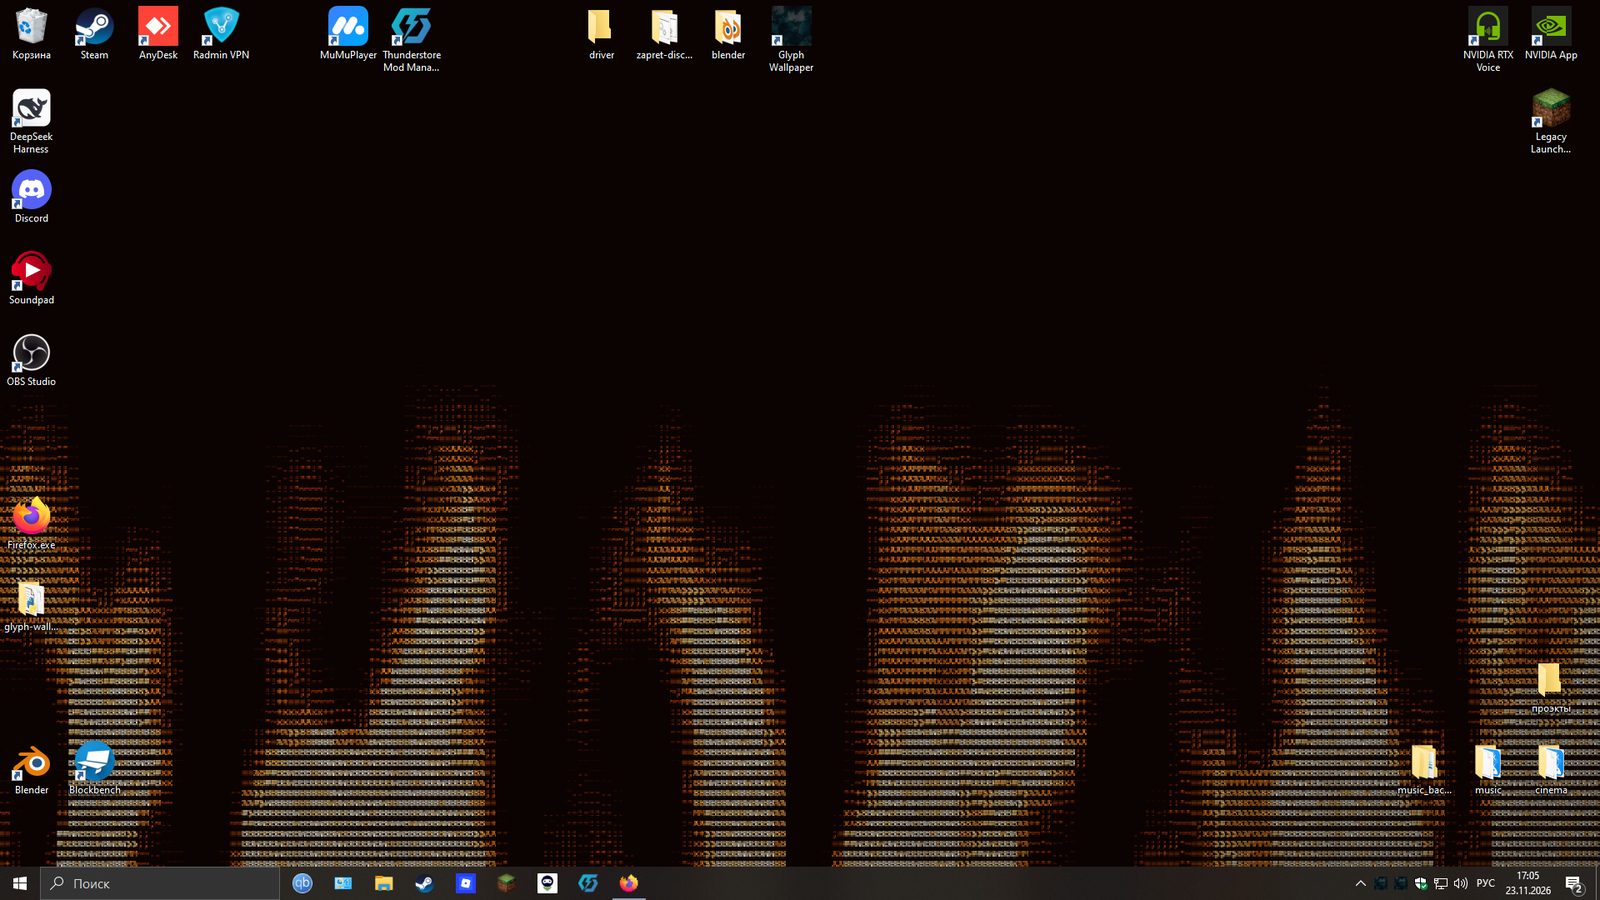 Корзина
Steam
AnyDesk
Radmin VPN
MuMuPlayer
Thunderstore
Mod Mana...
driver
zapret-disc...
blender
Glyph
Wallpaper
NVIDIA RTX
Voice
NVIDIA App
DeepSeek
Harness
Legacy
Launch...
Discord
Soundpad
OBS Studio
Firefox.exe
glyph-wall...
проэкты
Blender
Blockbench
music_bac...
music
cinema
Поиск
qb
РУС
17:05
23.11.2026
2